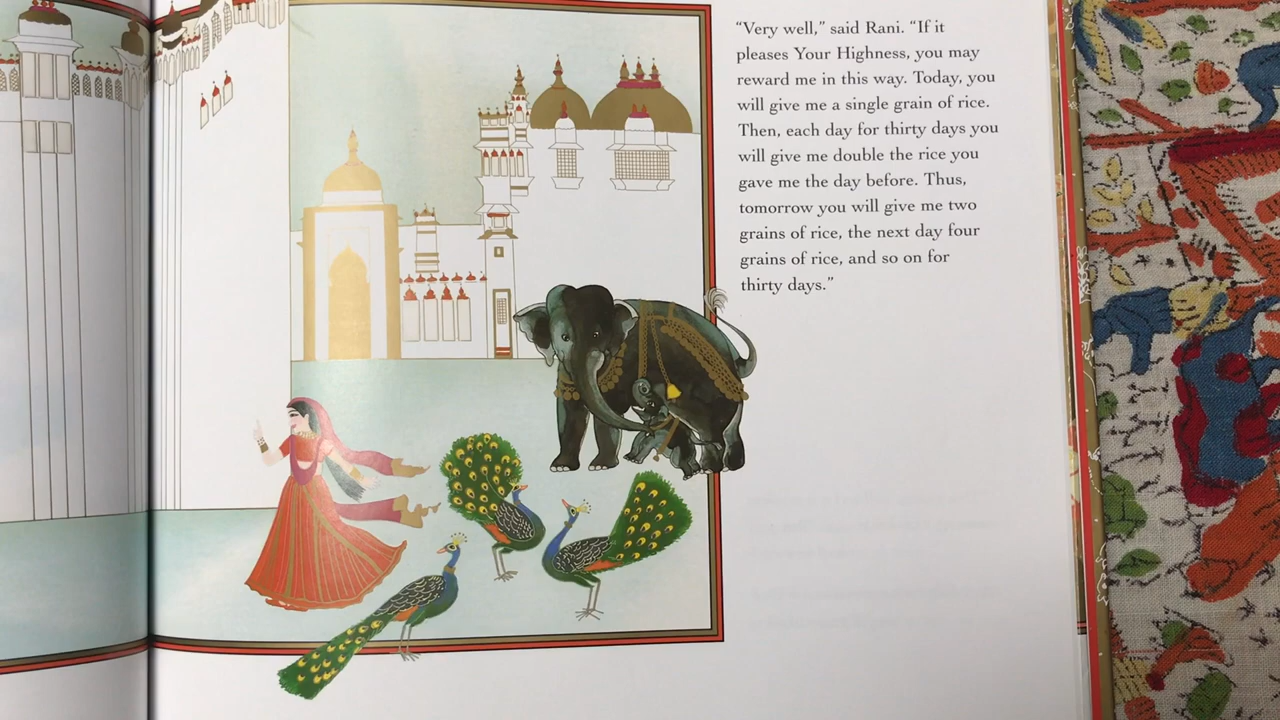 “Very well,” said Rani. “If it
pleases Your Highness, you may
reward me in this way. Today, you
will give me a single grain of rice.
Then, each day for thirty days you
will give me double the rice you
gave me the day before. Thus,
tomorrow you will give me two
grains of rice, the next day four
grains of rice, and so on for
thirty days.”